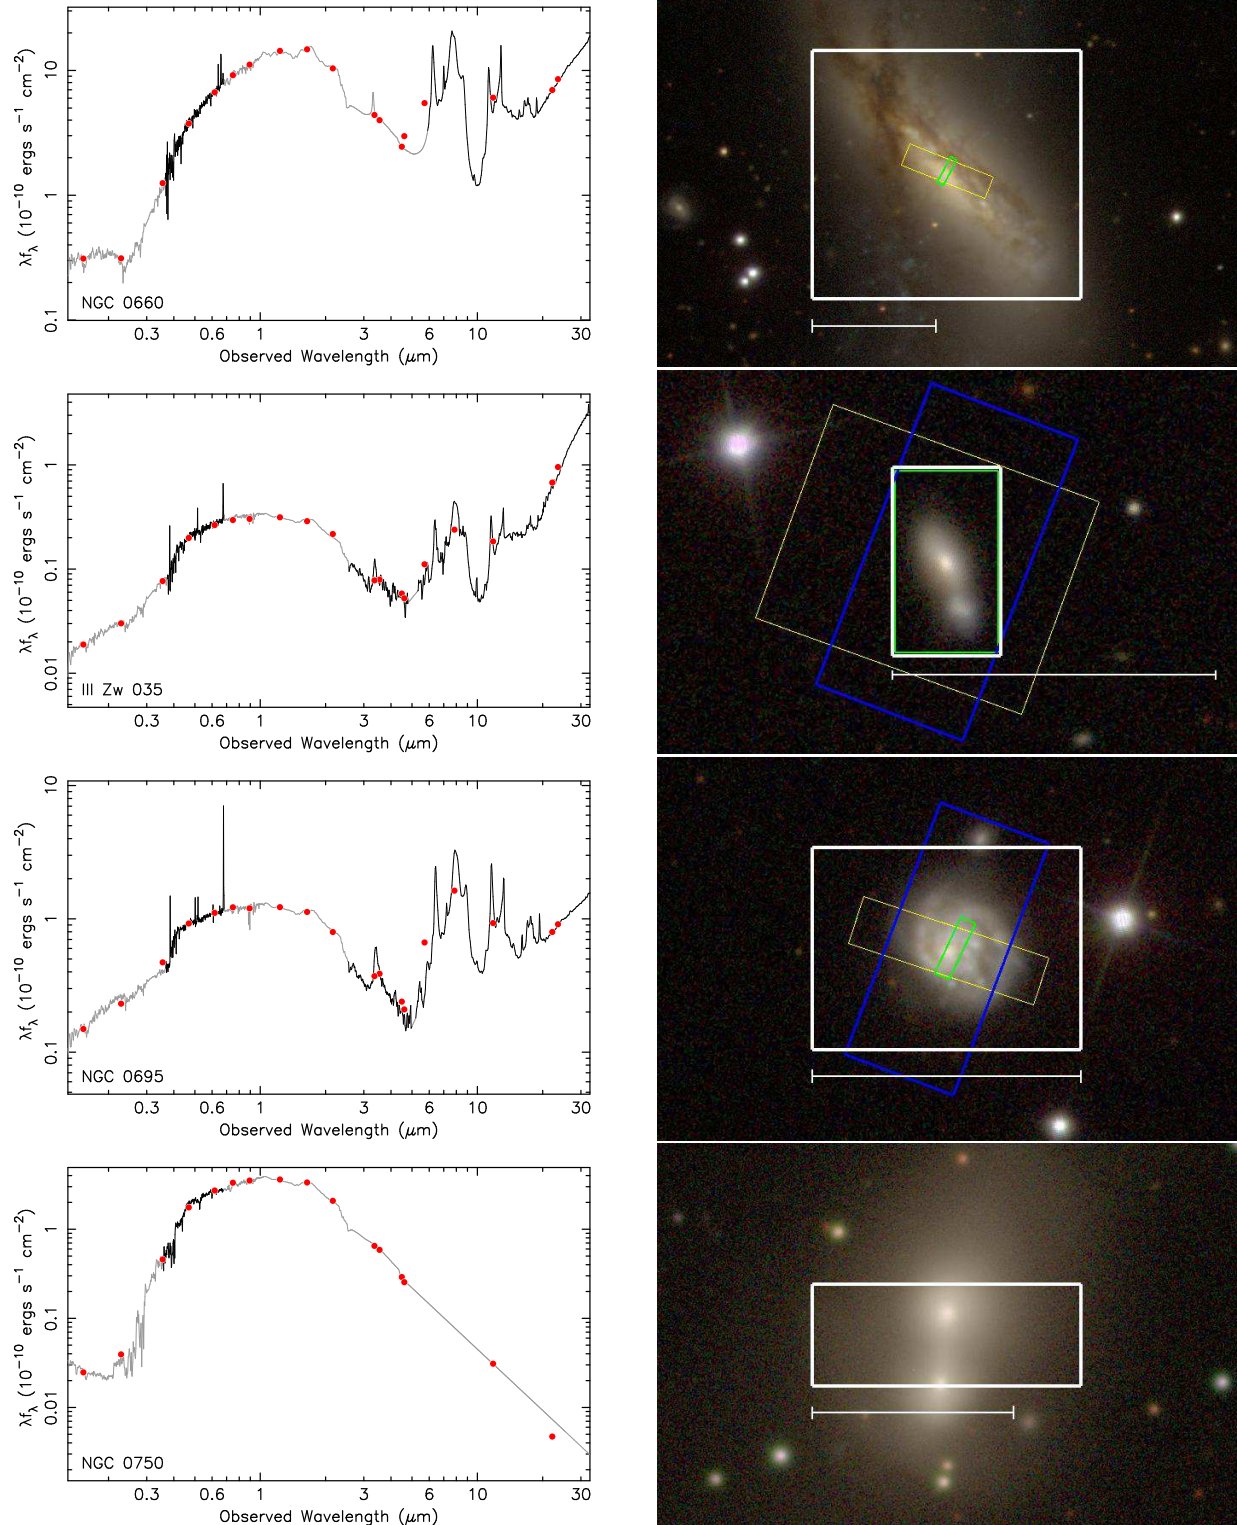 10
1
0.1
λfλ (10−10 ergs s−1 cm−2)
NGC 0660
0.3 0.6 1 3 6 10 30
Observed Wavelength (μm)
1
0.1
0.01
λfλ (10−10 ergs s−1 cm−2)
III Zw 035
0.3 0.6 1 3 6 10 30
Observed Wavelength (μm)
10
1
0.1
λfλ (10−10 ergs s−1 cm−2)
NGC 0695
0.3 0.6 1 3 6 10 30
Observed Wavelength (μm)
1
0.1
0.01
λfλ (10−10 ergs s−1 cm−2)
NGC 0750
0.3 0.6 1 3 6 10 30
Observed Wavelength (μm)